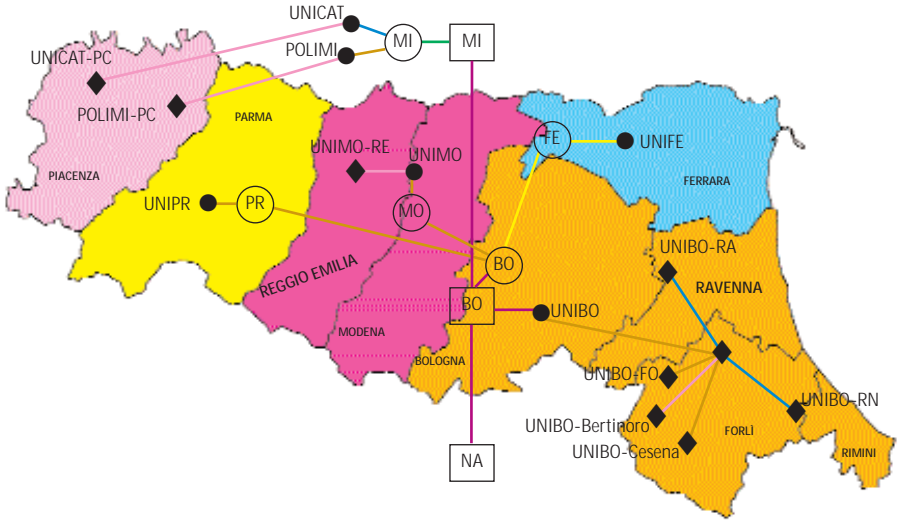 UNICAT
POLIMI
MI
MI
UNICAT-PC
POLIMI-PC
PARMA
UNIMO-RE
UNIMO
FE
UNIFE
PIACENZA
FERRARA
UNIPR
PR
MO
UNIBO-RA
BO
REGGIO EMILIA
RAVENNA
BO
UNIBO
MODENA
BOLOGNA
UNIBO-FO
UNIBO-RN
UNIBO-Bertinoro
FORLÌ
UNIBO-Cesena
RIMINI
NA